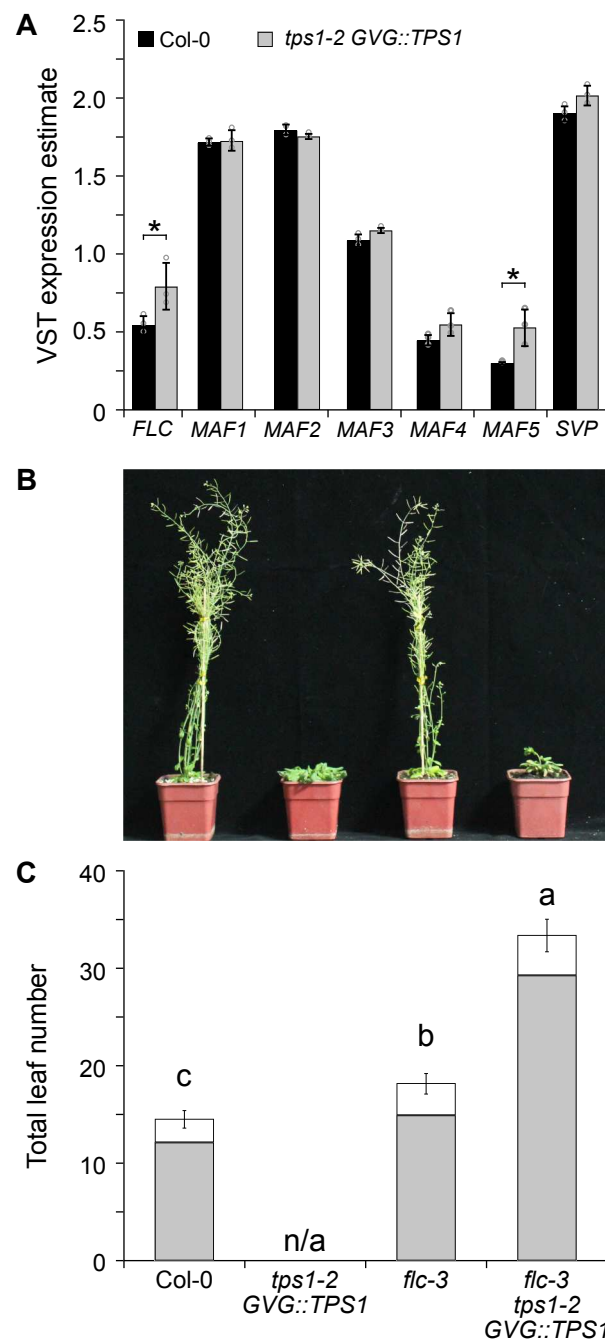 A
VST expression estimate
2.5
2.0
1.5
1.0
0.5
0
Col-0 tps1-2 GVG::TPS1
* *
FLC MAF1 MAF2 MAF3 MAF4 MAF5 SVP
B
C
Total leaf number
40
30
20
10
0
c n/a b a
Col-0 tps1-2 flc-3 flc-3
GVG::TPS1 tps1-2
GVG::TPS1